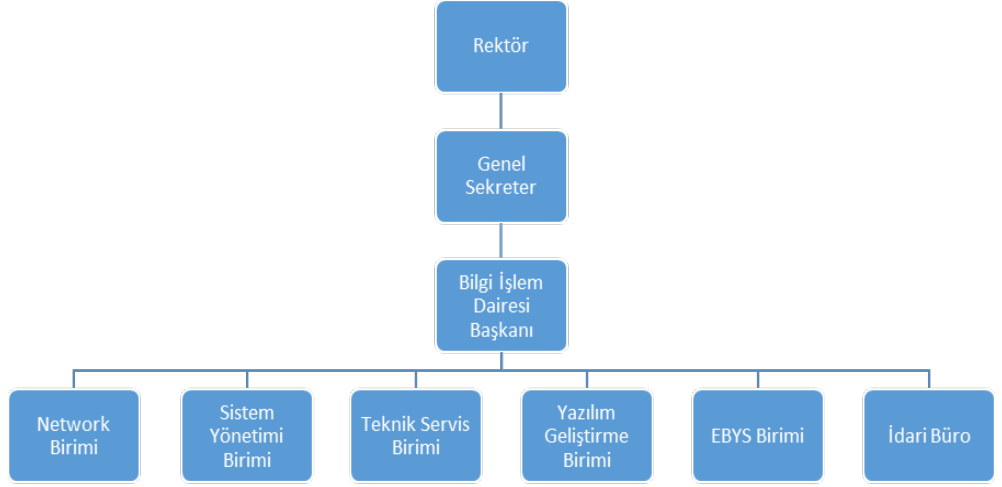 Rektör
Genel
Sekreter
Bilgi İşlem
Dairesi
Başkanı
Network
Birimi
Sistem
Yönetimi
Birimi
Teknik Servis
Birimi
Yazılım
Geliştirme
Birimi
EBYS Birimi
İdari Büro